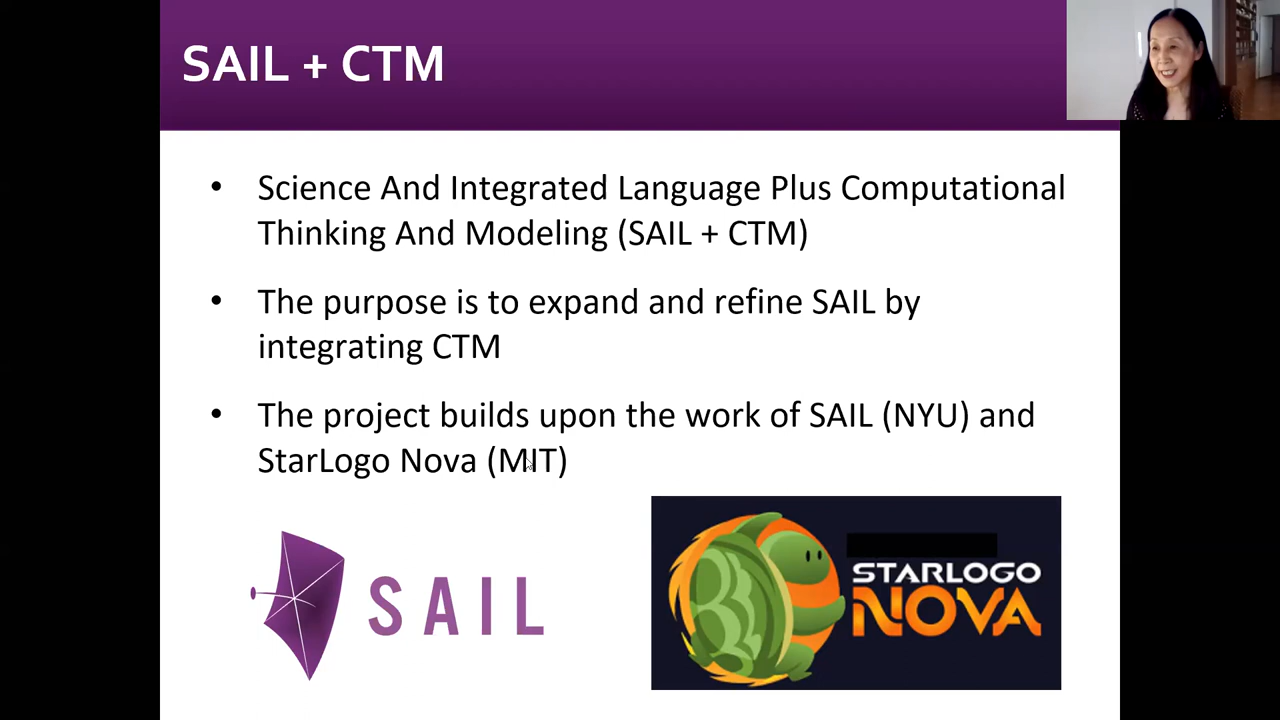 SAIL + CTM
• Science And Integrated Language Plus Computational
Thinking And Modeling (SAIL + CTM)
• The purpose is to expand and refine SAIL by
integrating CTM
• The project builds upon the work of SAIL (NYU) and
StarLogo Nova (MIT)
SAIL
STARLOGO
NOVA